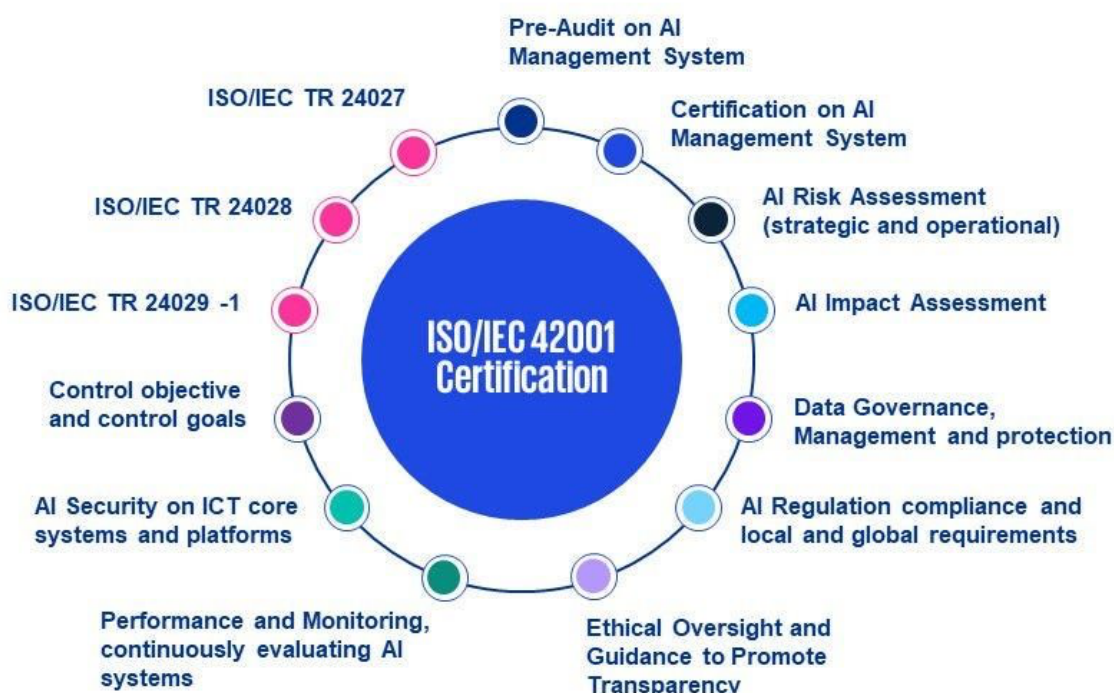 Pre-Audit on AI
Management System
Certification on AI
Management System
AI Risk Assessment
(strategic and operational)
AI Impact Assessment
Data Governance,
Management and protection
AI Regulation compliance and
local and global requirements
Ethical Oversight and
Guidance to Promote
Transparency
Performance and Monitoring,
continuously evaluating AI
systems
AI Security on ICT core
systems and platforms
Control objective
and control goals
ISO/IEC TR 24029 -1
ISO/IEC TR 24028
ISO/IEC TR 24027
ISO/IEC 42001
Certification